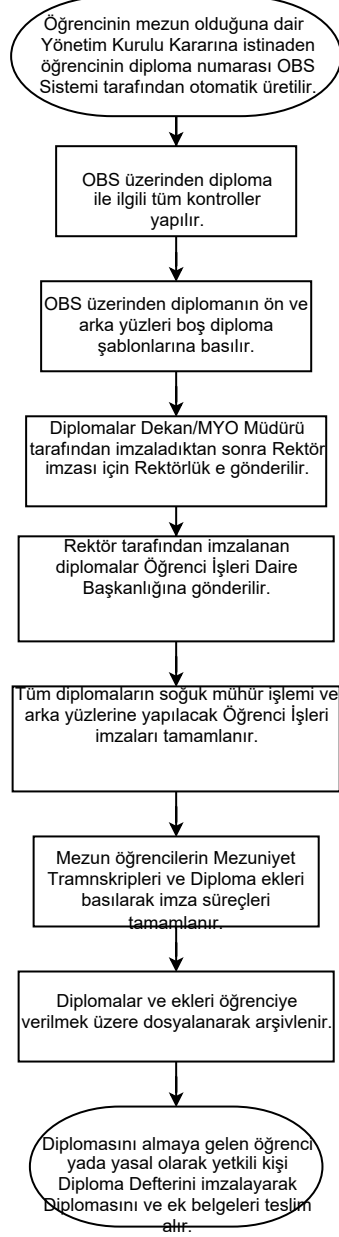 Öğrencinin mezun olduğuna dair
Yönetim Kurulu Kararına istinaden
öğrencinin diploma numarası OBS
Sistemi tarafından otomatik üretilir.
OBS üzerinden diploma
ile ilgili tüm kontroller
yapılır.
OBS üzerinden diplomanın ön ve
arka yüzleri boş diploma
şablonlarına basılır.
Diplomalar Dekan/MYO Müdürü
tarafından imzaladıktan sonra Rektör
imzası için Rektörlük e gönderilir.
Rektör tarafından imzalanan
diplomalar Öğrenci İşleri Daire
Başkanlığına gönderilir.
Tüm diplomaların soğuk mühür işlemi ve
arka yüzlerine yapılacak Öğrenci İşleri
imzaları tamamlanır.
Mezun öğrencilerin Mezuniyet
Tramnskripleri ve Diploma ekleri
basılarak imza süreçleri
tamamlanır.
Diplomalar ve ekleri öğrenciye
verilmek üzere dosyalanarak arşivlenir.
Diplomasını almaya gelen öğrenci
yada yasal olarak yetkili kişi
Diploma Defterini imzalayarak
Diplomasını ve ek belgeleri teslim
alır.